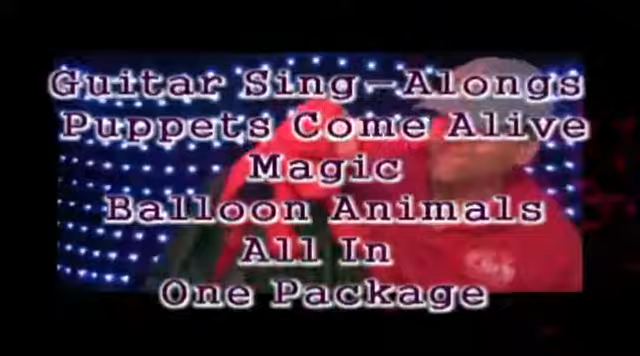 Guitar Sing-Alongs
Puppets Come Alive
Magic
Balloon Animals
All In
One Package